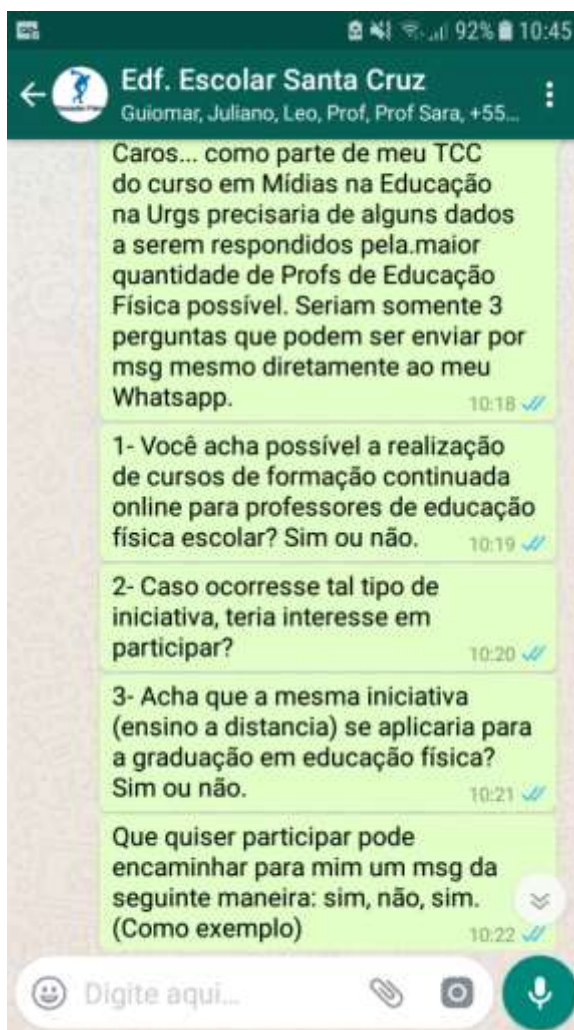 92% 10:45
Edf. Escolar Santa Cruz
Guiomar, Juliano, Leo, Prof, Prof Sara, +55...
Caros... como parte de meu TCC
do curso em Mídias na Educação
na Urgs precisaria de alguns dados
a serem respondidos pela.maior
quantidade de Profs de Educação
Física possível. Seriam somente 3
perguntas que podem ser enviar por
msg mesmo diretamente ao meu
Whatsapp.
10:18
1- Você acha possível a realização
de cursos de formação continuada
online para professores de educação
física escolar? Sim ou não.
10:19
2- Caso ocorresse tal tipo de
iniciativa, teria interesse em
participar?
10:20
3- Acha que a mesma iniciativa
(ensino a distancia) se aplicaria para
a graduação em educação física?
Sim ou não.
10:21
Que quiser participar pode
encaminhar para mim um msg da
seguinte maneira: sim, não, sim.
(Como exemplo)
10:22
Digite aqui...